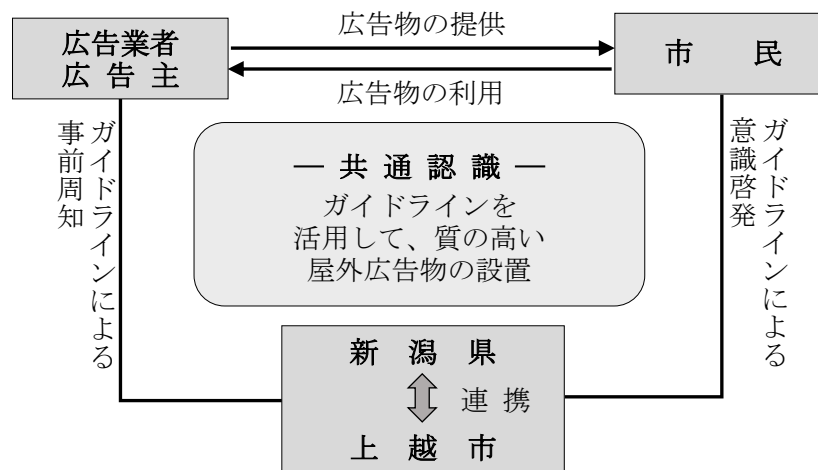 広告物の提供
広告業者
広告主
市民
広告物の利用
ガイドラインによる
事前周知
― 共通認識 ―
ガイドラインを
活用して、質の高い
屋外広告物の設置
ガイドラインによる
意識啓発
新潟県
連携
上越市